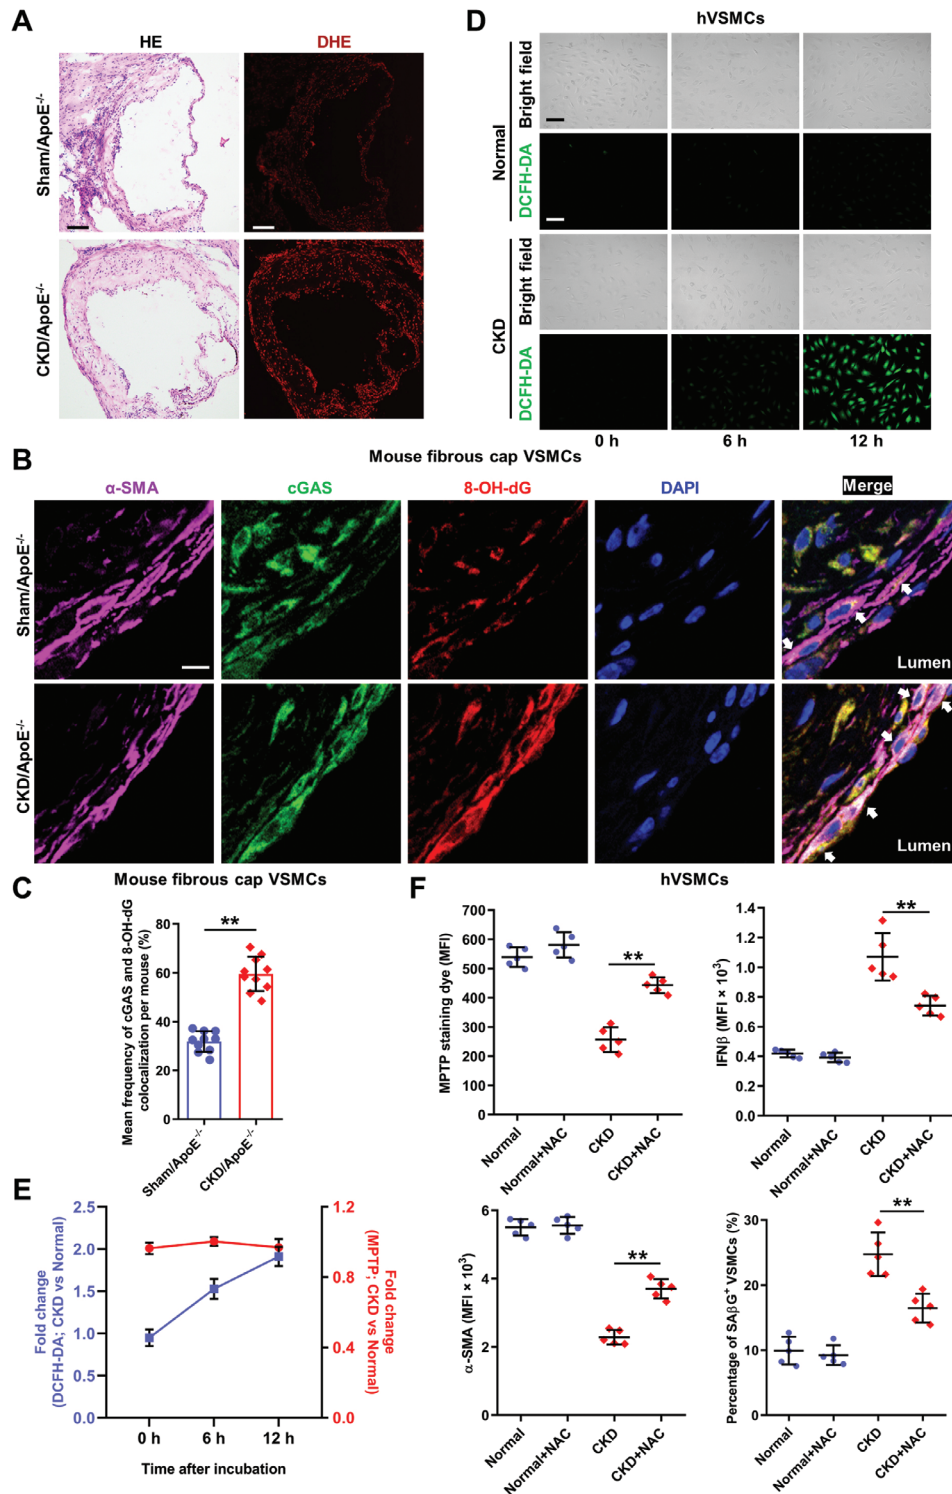 A
HE
DHE
Sham/ApoE-/-
CKD/ApoE-/-
D
hVSMCs
Normal
Bright field
DCFH-DA
CKD
Bright field
DCFH-DA
0 h
6 h
12 h
B
Mouse fibrous cap VSMCs
α-SMA
cGAS
8-OH-dG
DAPI
Merge
Sham/ApoE-/-
Lumen
CKD/ApoE-/-
Lumen
C
Mouse fibrous cap VSMCs
Mean frequency of cGAS and 8-OH-dG
colocalization per mouse (%)
80
60
40
20
0
**
Sham/ApoE-/-
CKD/ApoE-/-
E
Fold change
(DCFH-DA; CKD vs Normal)
2.5
2.0
1.5
1.0
0.5
0.0
1.2
0.8
0.4
0.0
Fold change
(MPTP; CKD vs Normal)
0 h
6 h
12 h
Time after incubation
F
hVSMCs
MPTP staining dye (MFI)
700
600
500
400
300
200
100
0
**
Normal
Normal+NAC
CKD
CKD+NAC
IFNβ (MFI × 10³)
1.4
1.2
1.0
0.8
0.6
0.4
0.2
0
**
Normal
Normal+NAC
CKD
CKD+NAC
α-SMA (MFI × 10³)
6
4
2
0
**
Normal
Normal+NAC
CKD
CKD+NAC
Percentage of SAβG⁺ VSMCs (%)
30
20
10
0
**
Normal
Normal+NAC
CKD
CKD+NAC